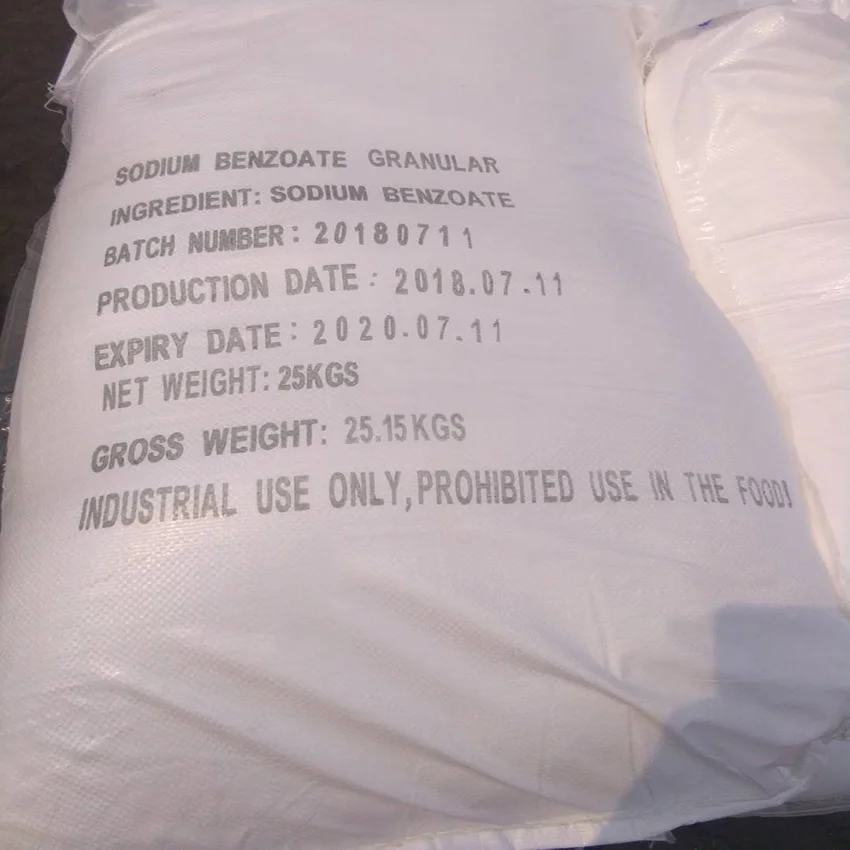 SODIUM BENZOATE GRANULAR
INGREDIENT: SODIUM BENZOATE
BATCH NUMBER: 20180711
PRODUCTION DATE: 2018.07.11
EXPIRY DATE: 2020.07.11
NET WEIGHT: 25KGS
GROSS WEIGHT: 25.15KGS
INDUSTRIAL USE ONLY,PROHIBITED USE IN THE FOOD!